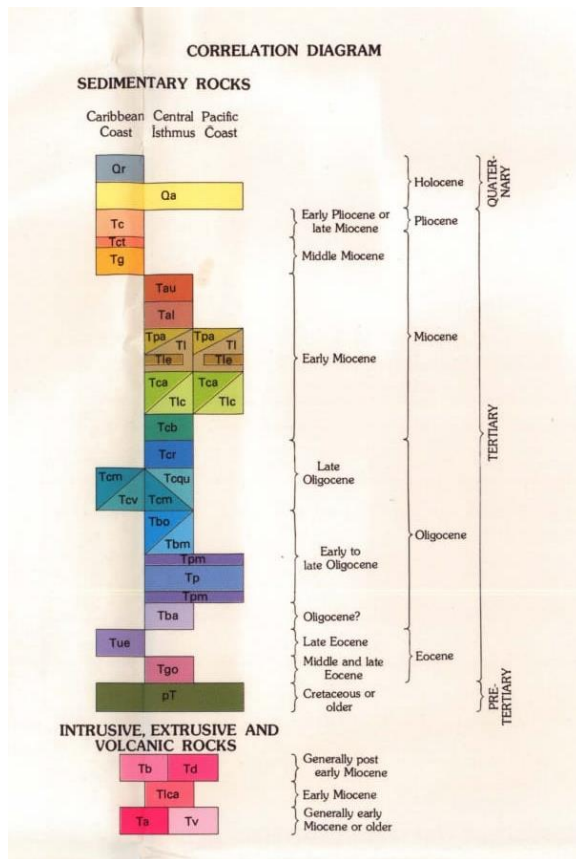 CORRELATION DIAGRAM
SEDIMENTARY ROCKS
Caribbean Central Pacific
Coast Isthmus Coast
Qr
Holocene
QUATER-
NARY
Qa
Tc
Early Pliocene or
late Miocene
Pliocene
Tct
Tg
Middle Miocene
Tau
Tal
Tpa Tl Tpa Tl
Tle Tle
Early Miocene
Miocene
Tca Tlc Tca Tlc
Tcb
TERTIARY
Tcr
Late
Oligocene
Tcm Tcv Tcqu Tcm
Tbo
Tbm
Oligocene
Tpm
Early to
late Oligocene
Tp
Tpm
Tba
Oligocene?
Tue
Late Eocene
Eocene
Tgo
Middle and late
Eocene
pT
Cretaceous or
older
PRE-
TERTIARY
INTRUSIVE, EXTRUSIVE AND
VOLCANIC ROCKS
Tb Td
Generally post
early Miocene
Tlca
Early Miocene
Ta Tv
Generally early
Miocene or older